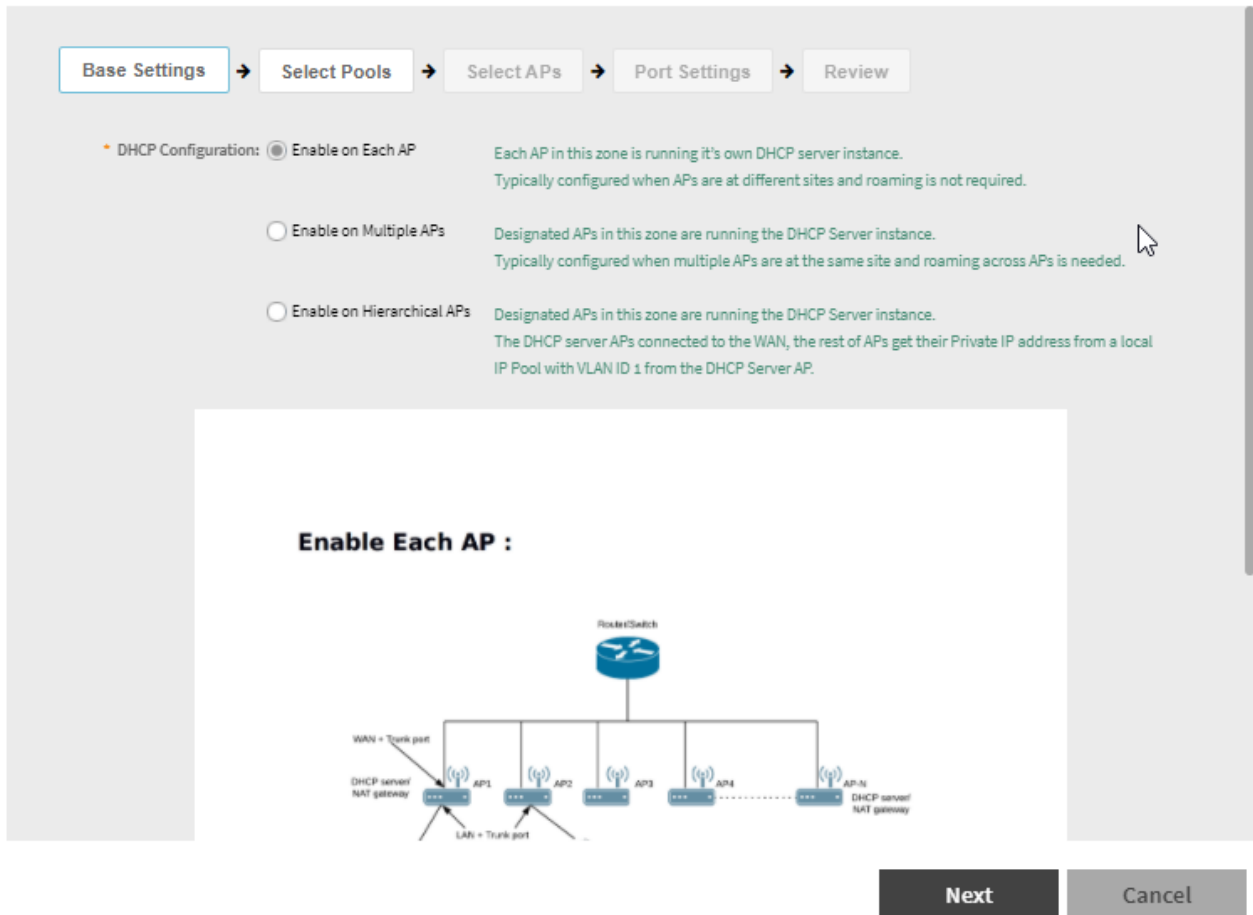 Base Settings → Select Pools → Select APs → Port Settings → Review
* DHCP Configuration: Enable on Each AP
Each AP in this zone is running it's own DHCP server instance.
Typically configured when APs are at different sites and roaming is not required.
Enable on Multiple APs
Designated APs in this zone are running the DHCP Server instance.
Typically configured when multiple APs are at the same site and roaming across APs is needed.
Enable on Hierarchical APs
Designated APs in this zone are running the DHCP Server instance.
The DHCP server APs connected to the WAN, the rest of APs get their Private IP address from a local
IP Pool with VLAN ID 1 from the DHCP Server AP.
Enable Each AP :
Router/Switch
WAN + Trunk port
DHCP server/
NAT gateway
AP1
AP2
AP3
AP4
AP-N
DHCP server/
NAT gateway
LAN + Trunk port
Next
Cancel